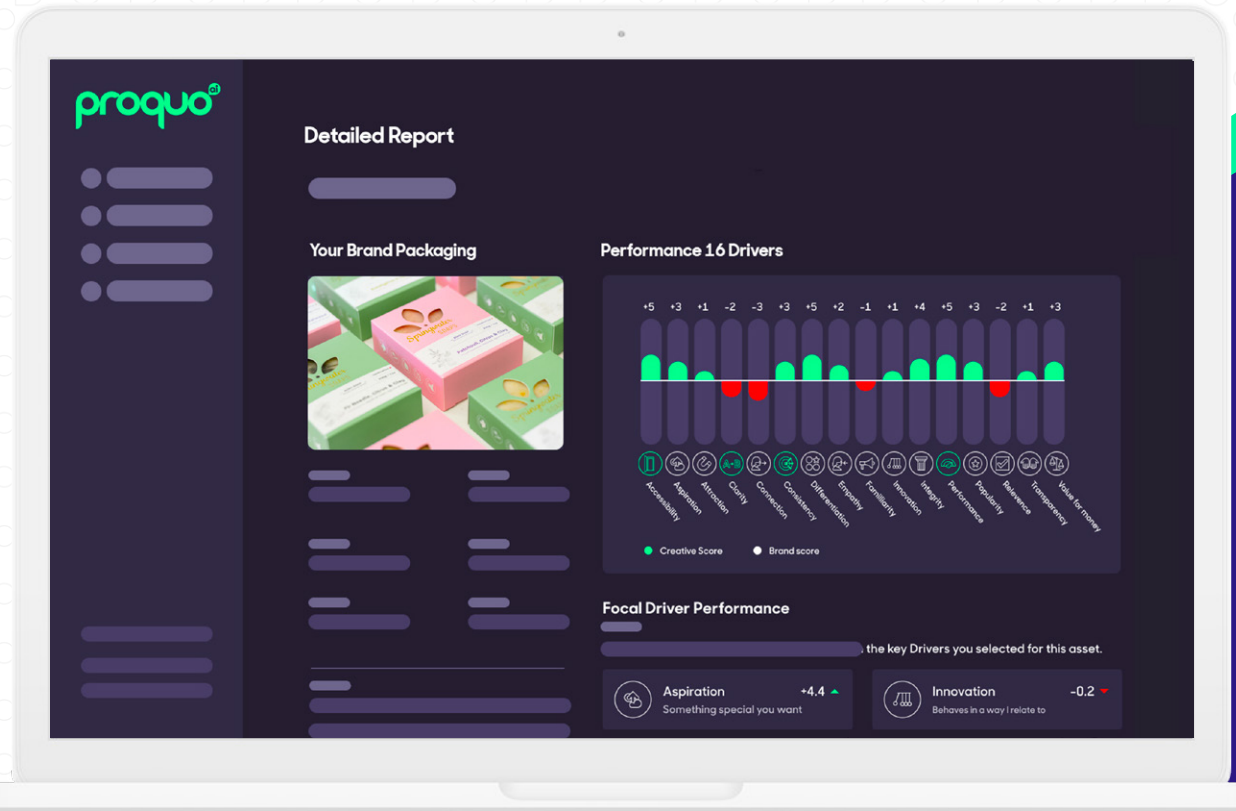 proquo ai
Detailed Report
Your Brand Packaging
Performance 16 Drivers
+5 +3 +1 -2 -3 +3 +5 +2 -1 +1 +4 +5 +3 -2 +1 +3
Accessibility
Aspiration
Attraction
Clarity
Connection
Consistency
Differentiation
Empathy
Familiarity
Innovation
Integrity
Performance
Popularity
Relevence
Transparency
Value for money
Creative Score Brand score
Focal Driver Performance
the key Drivers you selected for this asset.
Aspiration +4.4
Something special you want
Innovation -0.2
Behaves in a way I relate to